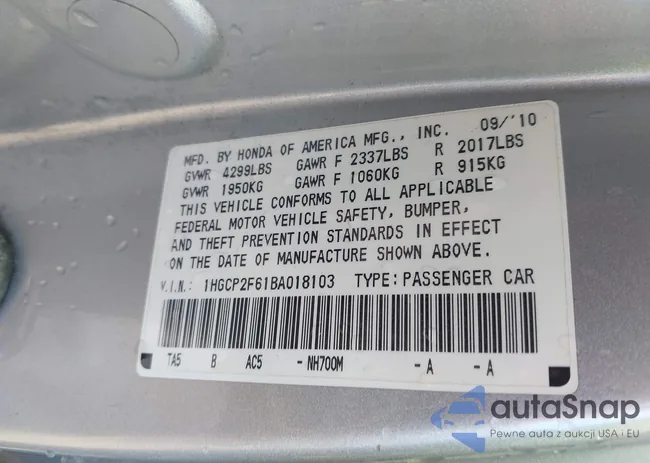 MFD. BY HONDA OF AMERICA MFG., INC. 09/'10
GVWR 4299LBS GAWR F 2337LBS R 2017LBS
GVWR 1950KG GAWR F 1060KG R 915KG
THIS VEHICLE CONFORMS TO ALL APPLICABLE
FEDERAL MOTOR VEHICLE SAFETY, BUMPER,
AND THEFT PREVENTION STANDARDS IN EFFECT
ON THE DATE OF MANUFACTURE SHOWN ABOVE.
V.I.N.: 1HGCP2F61BA018103 TYPE:PASSENGER CAR
TA5 B AC5 -NH700M -A -A
autaSnap
Pewne auta z aukcji USA i EU